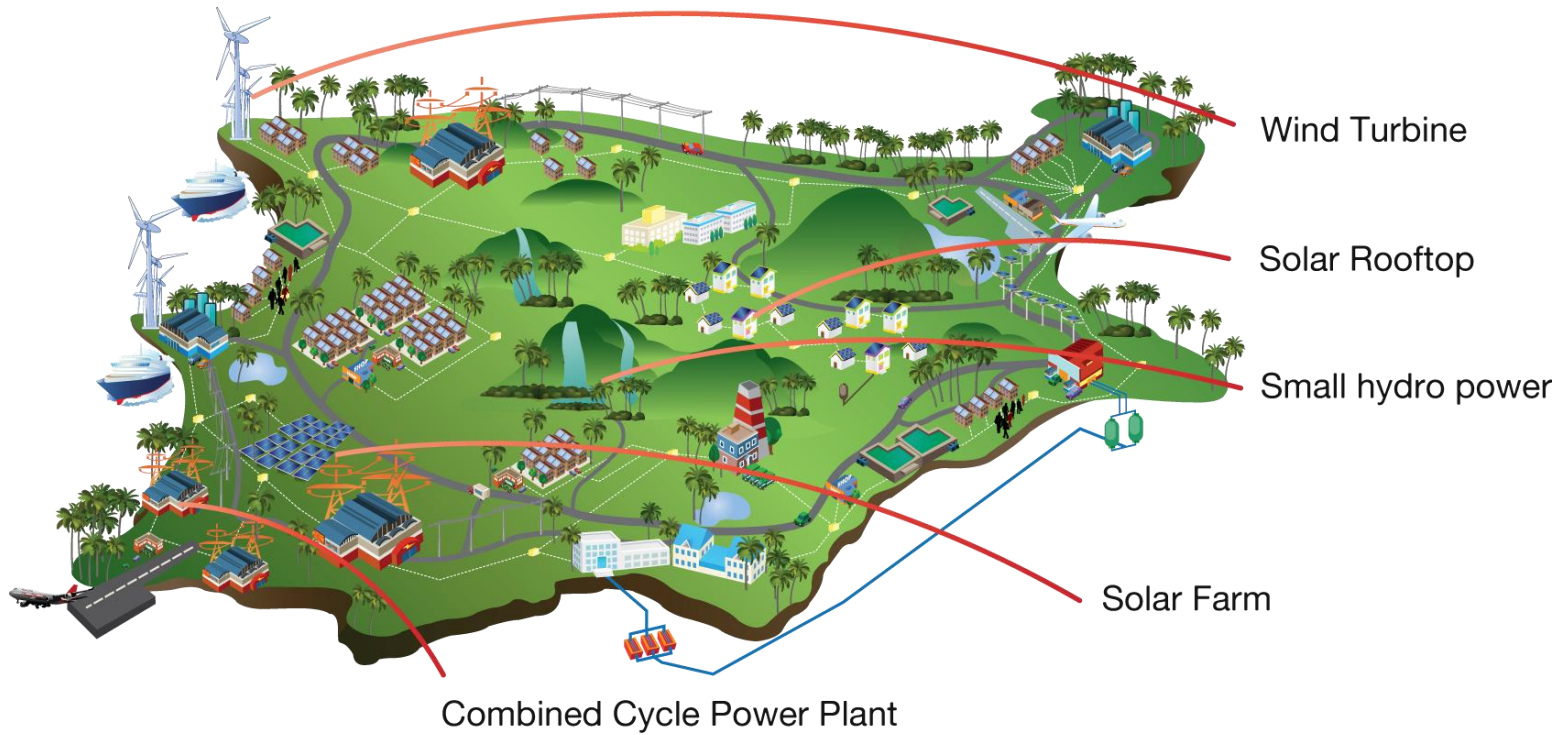 Wind Turbine
Solar Rooftop
Small hydro power
Solar Farm
Combined Cycle Power Plant